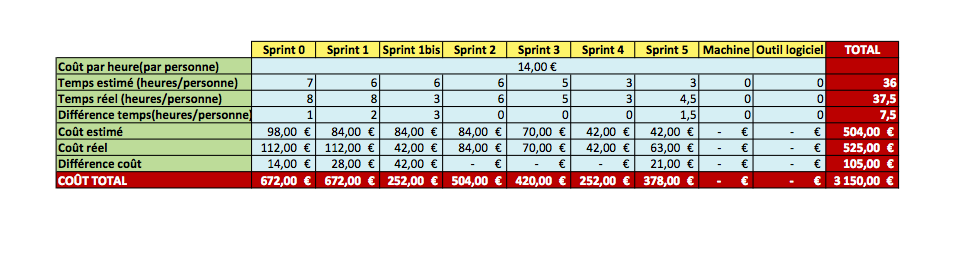 Sprint 0 Sprint 1 Sprint 1bis Sprint 2 Sprint 3 Sprint 4 Sprint 5 Machine Outil logiciel TOTAL
Coût par heure(par personne) 14,00 €
Temps estimé (heures/personne) 7 6 6 6 5 3 3 0 0 36
Temps réel (heures/personne) 8 8 3 6 5 3 4,5 0 0 37,5
Différence temps(heures/personne) 1 2 3 0 0 0 1,5 0 0 7,5
Coût estimé 98,00 € 84,00 € 84,00 € 84,00 € 70,00 € 42,00 € 42,00 € - € - € 504,00 €
Coût réel 112,00 € 112,00 € 42,00 € 84,00 € 70,00 € 42,00 € 63,00 € - € - € 525,00 €
Différence coût 14,00 € 28,00 € 42,00 € - € - € - € 21,00 € - € - € 105,00 €
COÛT TOTAL 672,00 € 672,00 € 252,00 € 504,00 € 420,00 € 252,00 € 378,00 € - € - € 3 150,00 €